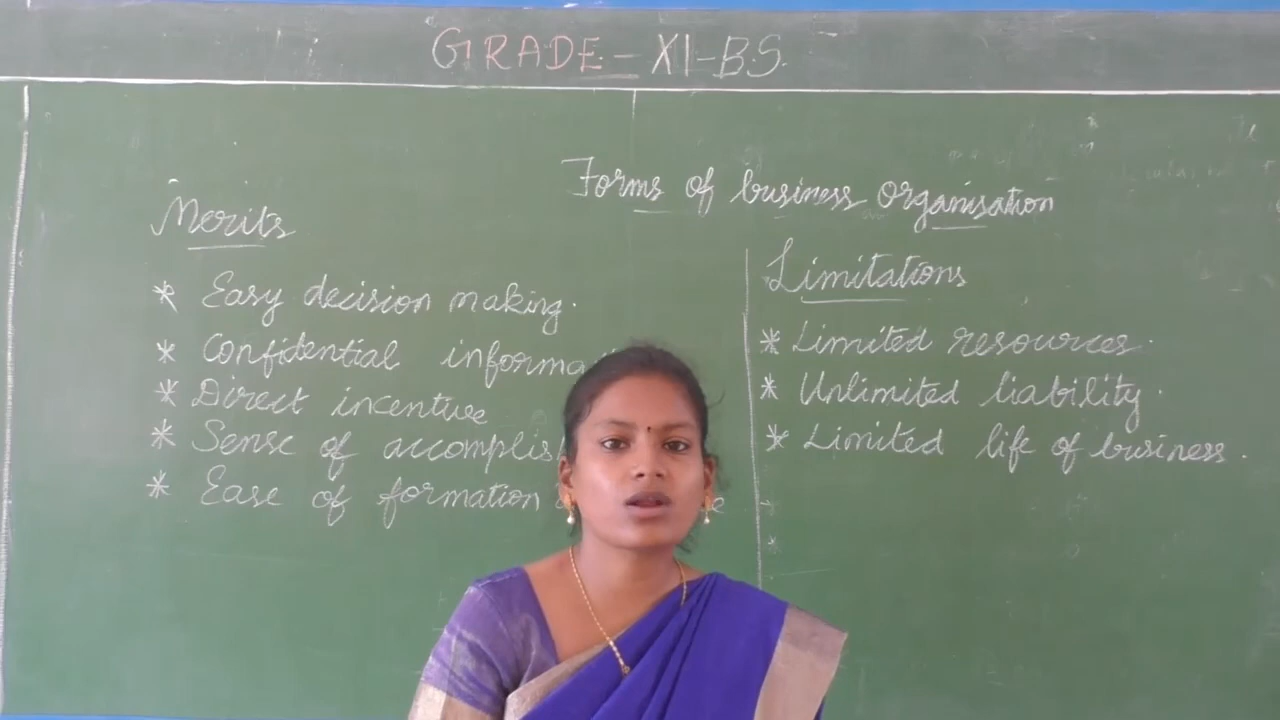 GRADE - XI-BS.
Forms of business organisation
Merits
* Easy decision making.
* Confidential informa
* Direct incentive
* Sense of accomplis
* Ease of formation
Limitations
* Limited resources.
* Unlimited liability.
* Limited life of business.